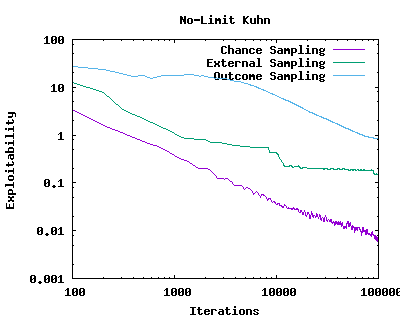 No-Limit Kuhn
Chance Sampling
External Sampling
Outcome Sampling
Exploitability
100
10
1
0.1
0.01
0.001
100
1000
10000
100000
Iterations